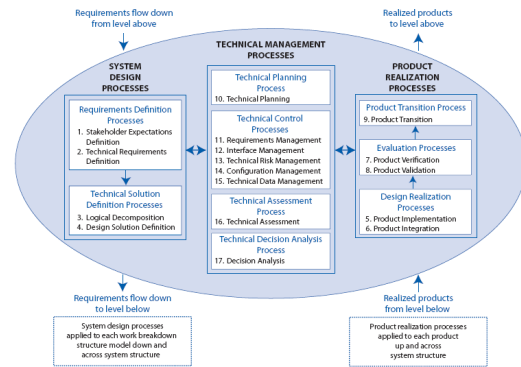 Requirements flow down
from level above
Realized products
to level above
TECHNICAL MANAGEMENT
PROCESSES
SYSTEM
DESIGN
PROCESSES
Requirements Definition
Processes
1. Stakeholder Expectations
Definition
2. Technical Requirements
Definition
Technical Solution
Definition Processes
3. Logical Decomposition
4. Design Solution Definition
Technical Planning
Process
10. Technical Planning
Technical Control
Processes
11. Requirements Management
12. Interface Management
13. Technical Risk Management
14. Configuration Management
15. Technical Data Management
Technical Assessment
Process
16. Technical Assessment
Technical Decision Analysis
Process
17. Decision Analysis
PRODUCT
REALIZATION
PROCESSES
Product Transition Process
9. Product Transition
Evaluation Processes
7. Product Verification
8. Product Validation
Design Realization
Processes
5. Product Implementation
6. Product Integration
Requirements flow down
to level below
Realized products
from level below
System design processes
applied to each work breakdown
structure model down and
across system structure
Product realization processes
applied to each product
up and across
system structure